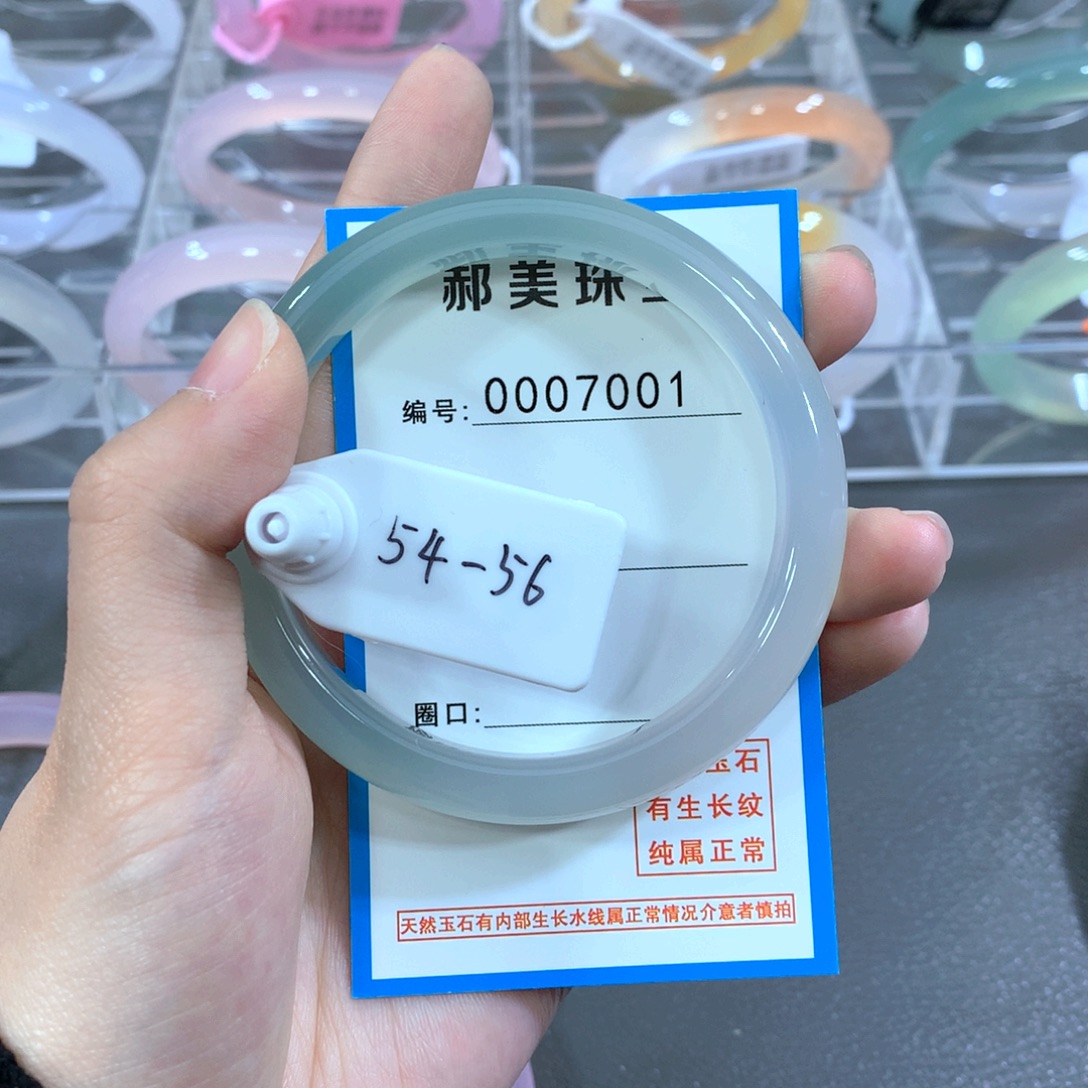 郝美珠
编号: 0007001
54-56
圈口:
玉石
有生长纹
纯属正常
天然玉石有内部生长水线属正常情况介意者慎拍